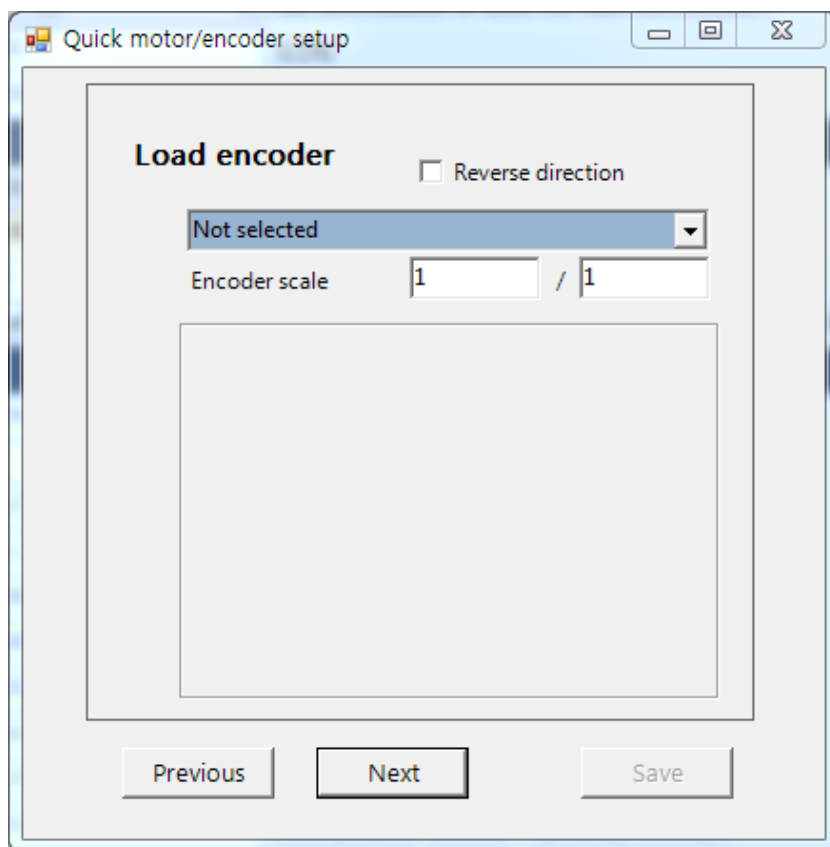 Quick motor/encoder setup
Load encoder
Reverse direction
Not selected
Encoder scale 1 / 1
Previous Next Save